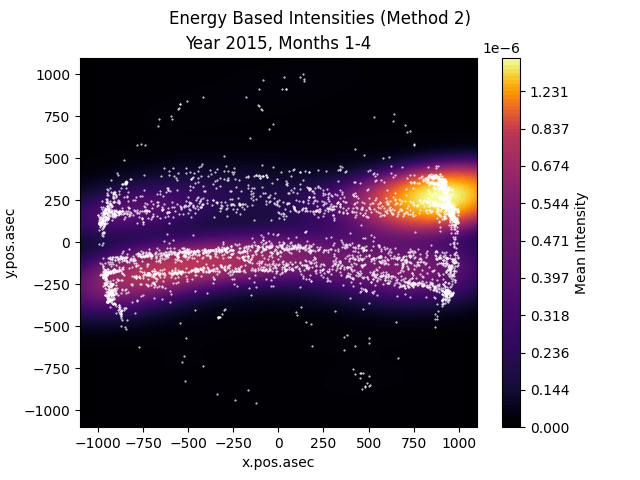 Energy Based Intensities (Method 2)
Year 2015, Months 1-4
1e−6
1000
750
500
250
0
−250
−500
−750
−1000
y.pos.asec
−1000 −750 −500 −250 0 250 500 750 1000
x.pos.asec
1.231
0.837
0.674
0.544
0.471
0.397
0.318
0.236
0.144
0.000
Mean Intensity